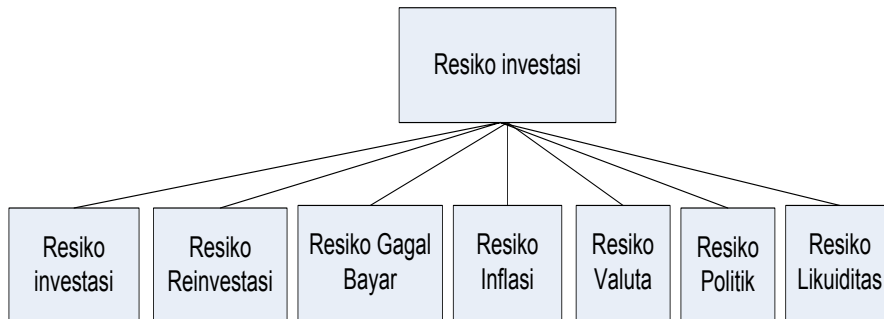 Resiko investasi
Resiko
investasi
Resiko
Reinvestasi
Resiko Gagal
Bayar
Resiko
Inflasi
Resiko
Valuta
Resiko
Politik
Resiko
Likuiditas